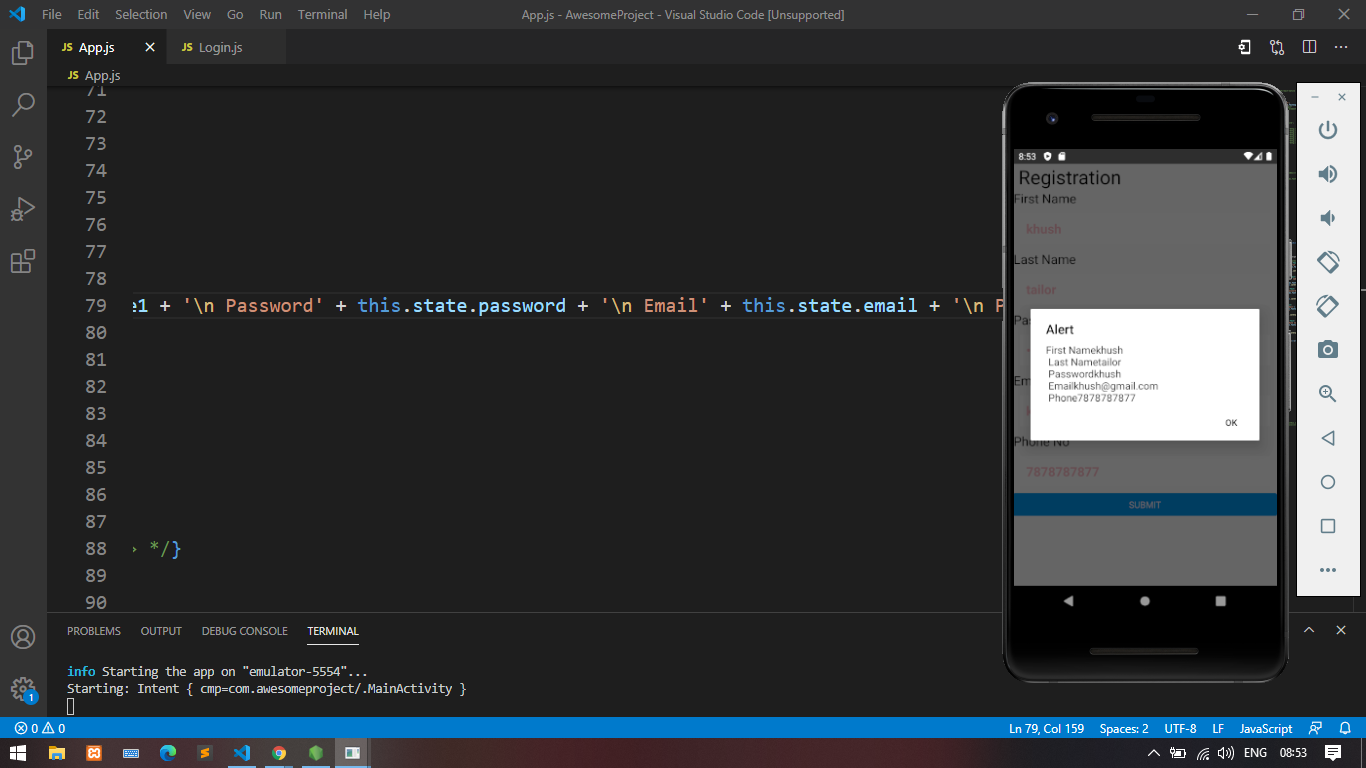 File Edit Selection View Go Run Terminal Help App.js - AwesomeProject - Visual Studio Code [Unsupported]
JS App.js JS Login.js
JS App.js
71
72
73
74
75
76
77
78
79 e1 + '\n Password' + this.state.password + '\n Email' + this.state.email + '\n P
80
81
82
83
84
85
86
87
88 */}
89
90
8:53
Registration
First Name
khush
Last Name
tailor
Pa
Em
Phone No
7878787877
SUBMIT
Alert
First Namekhush
Last Nametailor
Passwordkhush
Emailkhush@gmail.com
Phone7878787877
OK
PROBLEMS OUTPUT DEBUG CONSOLE TERMINAL
info Starting the app on "emulator-5554"...
Starting: Intent { cmp=com.awesomeproject/.MainActivity }
1
0 0 Ln 79, Col 159 Spaces: 2 UTF-8 LF JavaScript
ENG 08:53